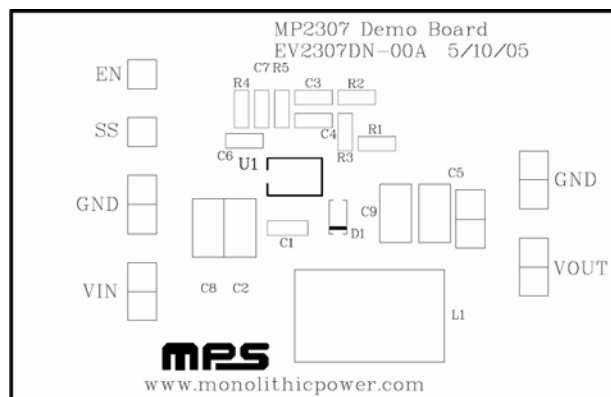 MP2307 Demo Board
EV2307DN-00A 5/10/05
EN
C7 R5
R4
C3
R2
SS
C4
R1
C6
R3
U1
GND
C5
GND
C9
C1
D1
VIN
C8 C2
VOUT
L1
mps
www.monolithicpower.com